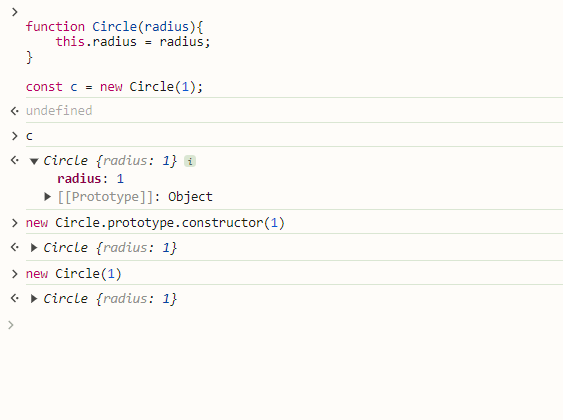 function Circle(radius){
this.radius = radius;
}
const c = new Circle(1);
undefined
c
Circle {radius: 1} i
radius: 1
[[Prototype]]: Object
new Circle.prototype.constructor(1)
Circle {radius: 1}
new Circle(1)
Circle {radius: 1}